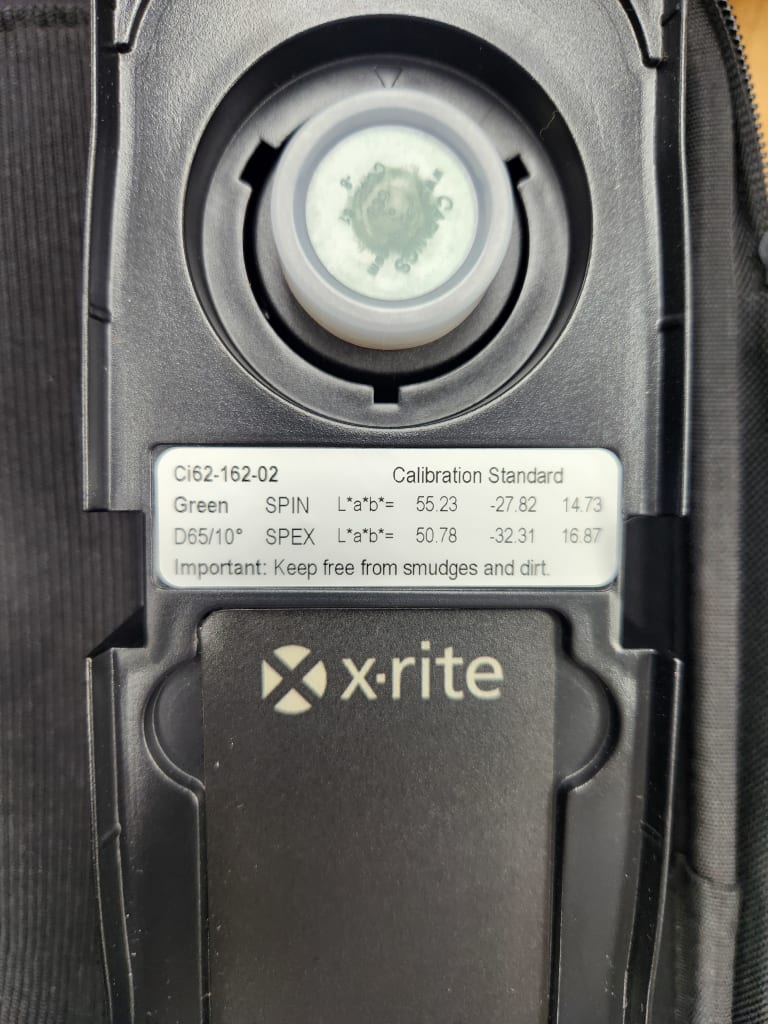 Ci62-162-02 Calibration Standard
Green SPIN L*a*b*= 55.23 -27.82 14.73
D65/10° SPEX L*a*b*= 50.78 -32.31 16.87
Important: Keep free from smudges and dirt.
x·rite